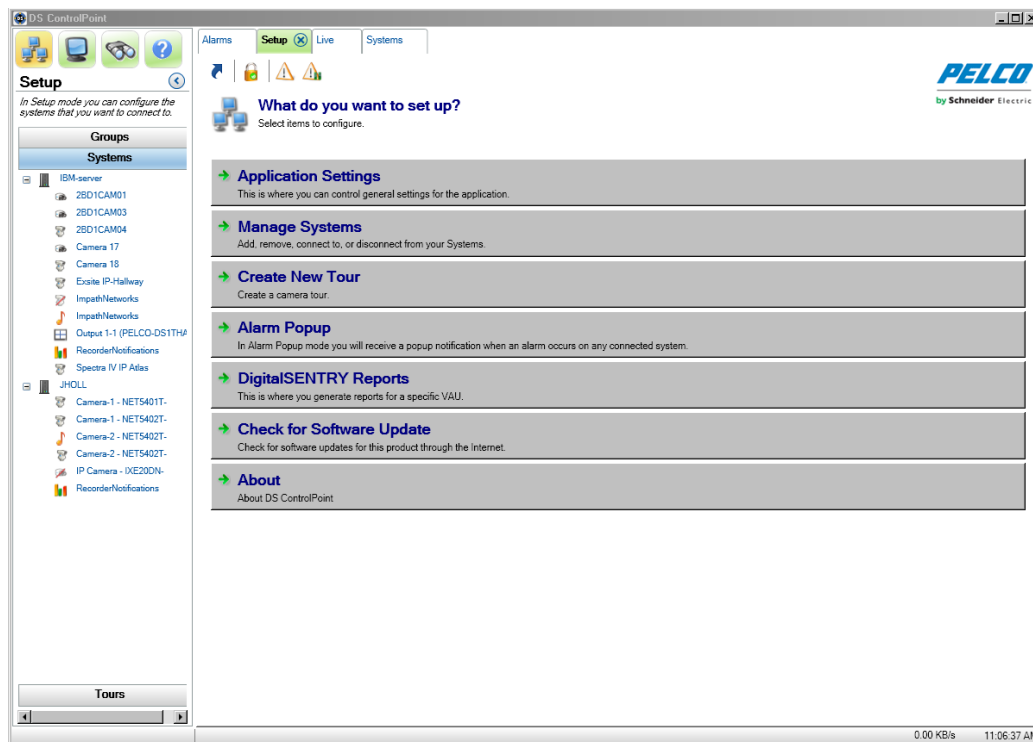 DS ControlPoint
Setup
In Setup mode you can configure the
systems that you want to connect to.
Groups
Systems
IBM-server
2BD1CAM01
2BD1CAM03
2BD1CAM04
Camera 17
Camera 18
Exsite IP-Hallway
ImpathNetworks
ImpathNetworks
Output 1-1 (PELCO-DS1THA
RecorderNotifications
Spectra IV IP Atlas
JHOLL
Camera-1 - NET5401T-
Camera-1 - NET5402T-
Camera-2 - NET5402T-
Camera-2 - NET5402T-
IP Camera - IXE20DN-
RecorderNotifications
Tours
Alarms Setup Live Systems
PELCO
by Schneider Electric
What do you want to set up?
Select items to configure.
Application Settings
This is where you can control general settings for the application.
Manage Systems
Add, remove, connect to, or disconnect from your Systems.
Create New Tour
Create a camera tour.
Alarm Popup
In Alarm Popup mode you will receive a popup notification when an alarm occurs on any connected system.
DigitalSENTRY Reports
This is where you generate reports for a specific VAU.
Check for Software Update
Check for software updates for this product through the Internet.
About
About DS ControlPoint
0.00 KB/s 11:06:37 AM